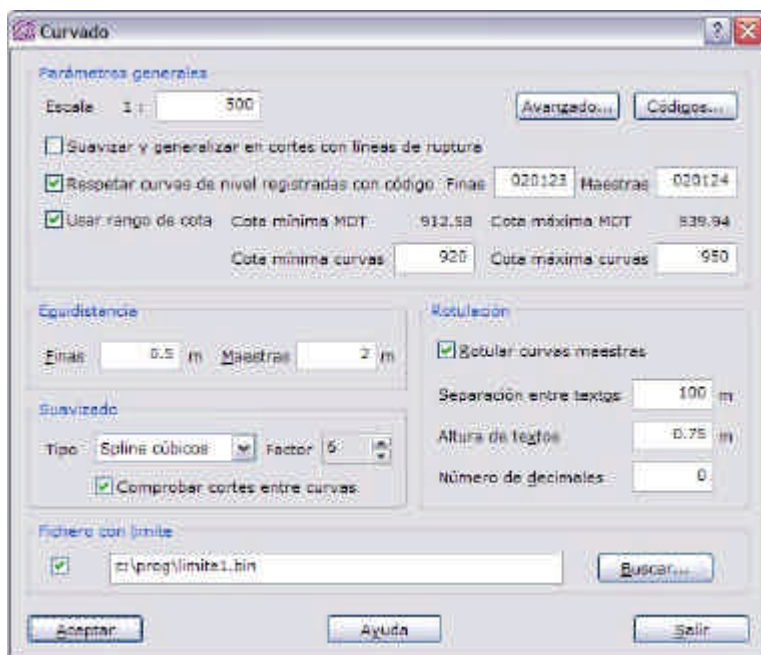 Curvado
Parámetros generales
Escala 1 : 500 Avanzado... Códigos...
Suavizar y generalizar en cortes con líneas de ruptura
Respetar curvas de nivel registradas con código Finas 020123 Maestras 020124
Usar rango de cota Cota mínima MDT 912.58 Cota máxima MDT 939.94
Cota mínima curvas 920 Cota máxima curvas 950
Equidistancia
Finas 0.5 m Maestras 2 m
Rotulación
Rotular curvas maestras
Separación entre textos 100 m
Altura de textos 0.75 m
Número de decimales 0
Suavizado
Tipo Spline cúbicos Factor 6
Comprobar cortes entre curvas
Fichero con límite
c:\prog\limite1.bin Buscar...
Aceptar Ayuda Salir